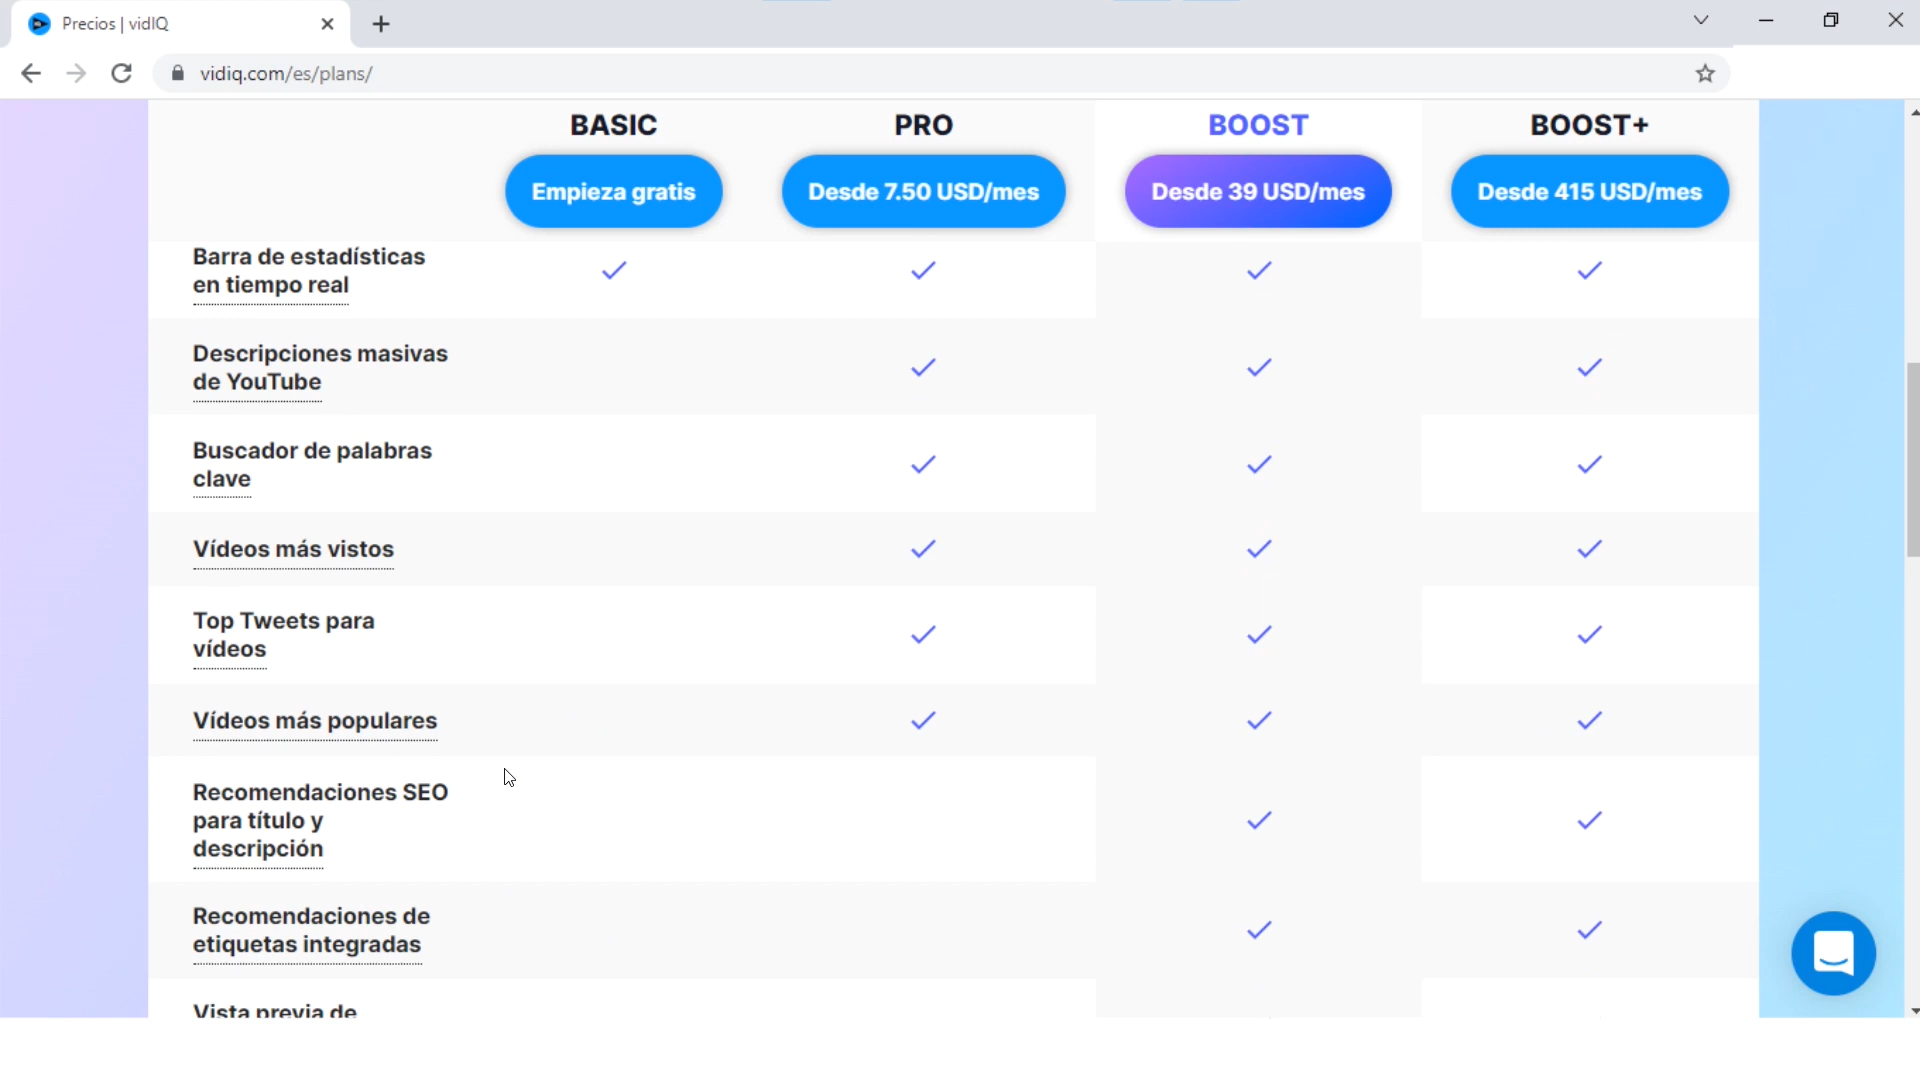 Precios | vidIQ
vidiq.com/es/plans/
BASIC PRO BOOST BOOST+
Empieza gratis Desde 7.50 USD/mes Desde 39 USD/mes Desde 415 USD/mes
Barra de estadísticas
en tiempo real
Descripciones masivas
de YouTube
Buscador de palabras
clave
Vídeos más vistos
Top Tweets para
vídeos
Vídeos más populares
Recomendaciones SEO
para título y
descripción
Recomendaciones de
etiquetas integradas
Vista previa de